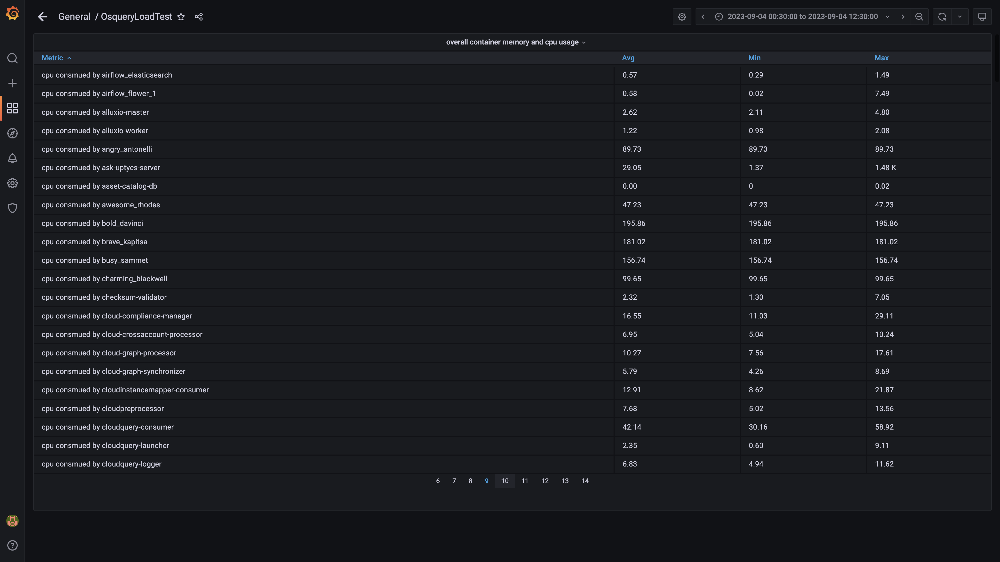 General / OsqueryLoadTest
2023-09-04 00:30:00 to 2023-09-04 12:30:00
overall container memory and cpu usage
Metric Avg Min Max
cpu consmued by airflow_elasticsearch 0.57 0.29 1.49
cpu consmued by airflow_flower_1 0.58 0.02 7.49
cpu consmued by alluxio-master 2.62 2.11 4.80
cpu consmued by alluxio-worker 1.22 0.98 2.08
cpu consmued by angry_antonelli 89.73 89.73 89.73
cpu consmued by ask-uptycs-server 29.05 1.37 1.48 K
cpu consmued by asset-catalog-db 0.00 0 0.02
cpu consmued by awesome_rhodes 47.23 47.23 47.23
cpu consmued by bold_davinci 195.86 195.86 195.86
cpu consmued by brave_kapitsa 181.02 181.02 181.02
cpu consmued by busy_sammet 156.74 156.74 156.74
cpu consmued by charming_blackwell 99.65 99.65 99.65
cpu consmued by checksum-validator 2.32 1.30 7.05
cpu consmued by cloud-compliance-manager 16.55 11.03 29.11
cpu consmued by cloud-crossaccount-processor 6.95 5.04 10.24
cpu consmued by cloud-graph-processor 10.27 7.56 17.61
cpu consmued by cloud-graph-synchronizer 5.79 4.26 8.69
cpu consmued by cloudinstancemapper-consumer 12.91 8.62 21.87
cpu consmued by cloudpreprocessor 7.68 5.02 13.56
cpu consmued by cloudquery-consumer 42.14 30.16 58.92
cpu consmued by cloudquery-launcher 2.35 0.60 9.11
cpu consmued by cloudquery-logger 6.83 4.94 11.62
6 7 8 9 10 11 12 13 14